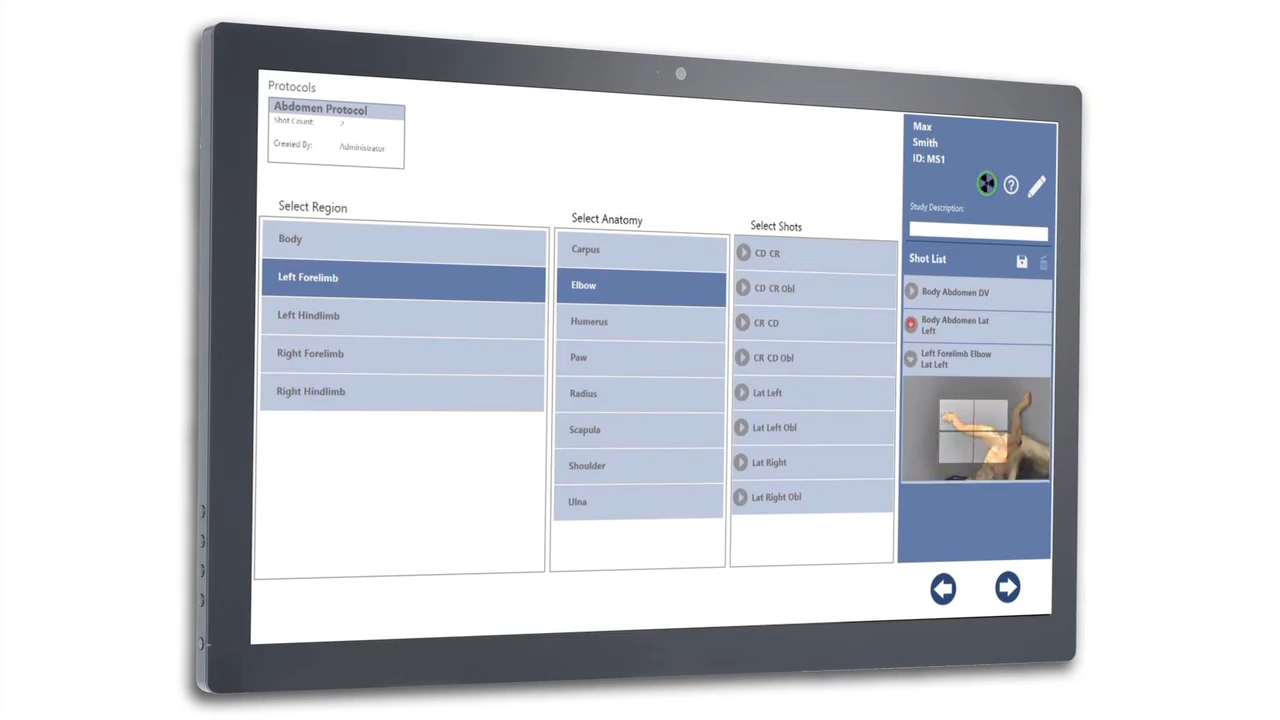 Protocols
Abdomen Protocol
Shot Count: 2
Created By: Administrator
Select Region
Body
Left Forelimb
Left Hindlimb
Right Forelimb
Right Hindlimb
Select Anatomy
Carpus
Elbow
Humerus
Paw
Radius
Scapula
Shoulder
Ulna
Select Shots
CD CR
CD CR Obl
CR CD
CR CD Obl
Lat Left
Lat Left Obl
Lat Right
Lat Right Obl
Max
Smith
ID: MS1
Study Description:
Shot List
Body Abdomen DV
Body Abdomen Lat
Left
Left Forelimb Elbow
Lat Left